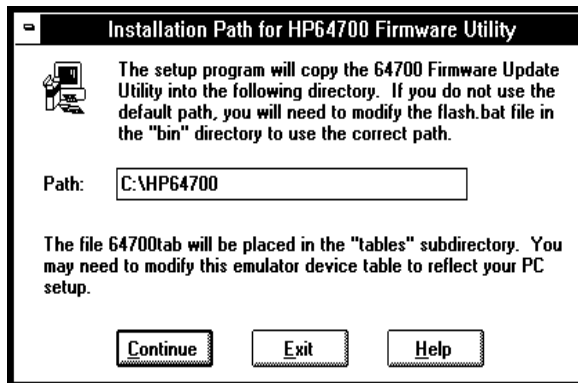 Installation Path for HP64700 Firmware Utility
The setup program will copy the 64700 Firmware Update
Utility into the following directory.  If you do not use the
default path, you will need to modify the flash.bat file in
the "bin" directory to use the correct path.
Path:
C:\HP64700
The file 64700tab will be placed in the "tables" subdirectory.  You
may need to modify this emulator device table to reflect your PC
setup.
Continue
Exit
Help